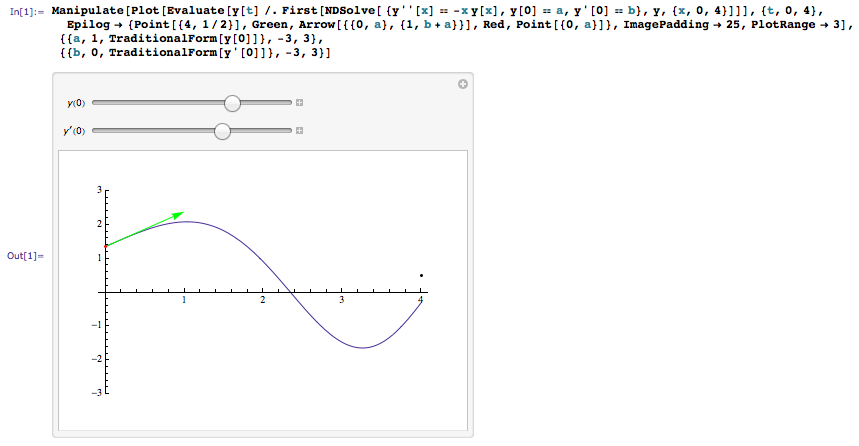 In[1]:= Manipulate[Plot[Evaluate[y[t] /. First[NDSolve[ {y''[x] == -x y[x], y[0] == a, y'[0] == b}, y, {x, 0, 4}]]], {t, 0, 4},
Epilog → {Point[{4, 1/2}], Green, Arrow[{{0, a}, {1, b + a}}], Red, Point[{0, a}]}, ImagePadding → 25, PlotRange → 3],
{{a, 1, TraditionalForm[y[0]]}, -3, 3},
{{b, 0, TraditionalForm[y'[0]]}, -3, 3}]
y(0)
y′(0)
Out[1]=
3
2
1
-1
-2
-3
1 2 3 4